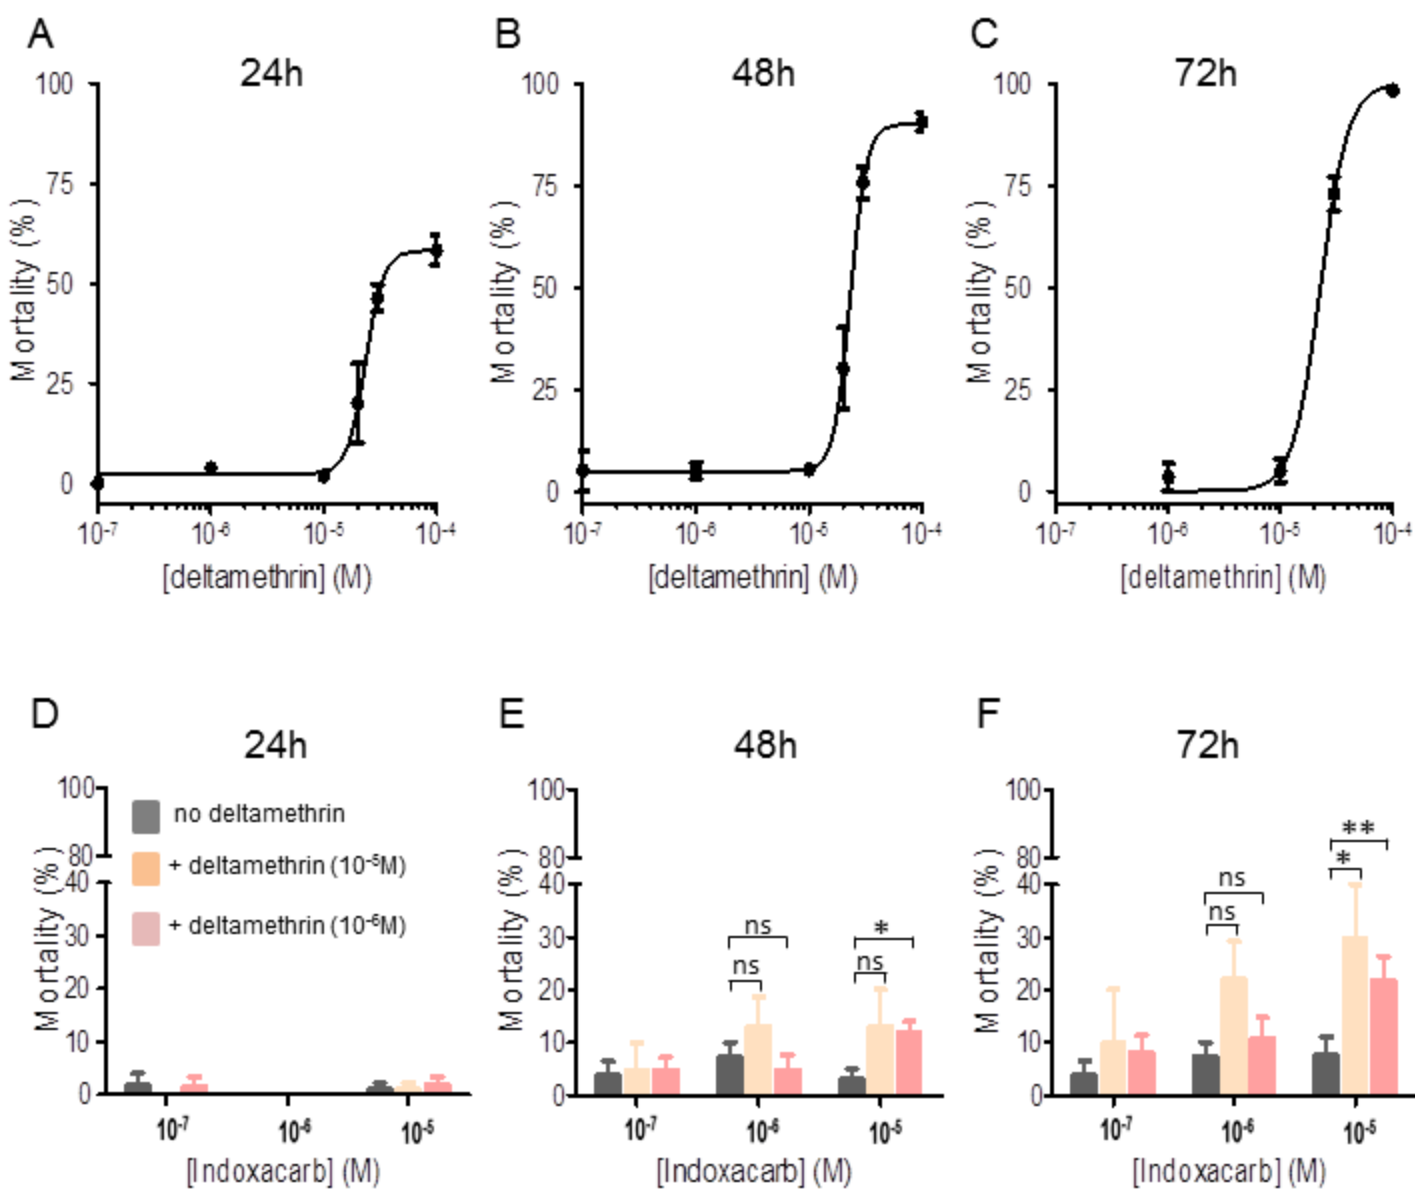 A
24h
100
75
50
25
0
Mortality (%)
10⁻⁷ 10⁻⁶ 10⁻⁵ 10⁻⁴
[deltamethrin] (M)
B
48h
100
75
50
25
0
Mortality (%)
10⁻⁷ 10⁻⁶ 10⁻⁵ 10⁻⁴
[deltamethrin] (M)
C
72h
100
75
50
25
0
Mortality (%)
10⁻⁷ 10⁻⁶ 10⁻⁵ 10⁻⁴
[deltamethrin] (M)
D
24h
100
80
40
30
20
10
0
Mortality (%)
no deltamethrin
+ deltamethrin (10⁻⁵M)
+ deltamethrin (10⁻⁶M)
10⁻⁷ 10⁻⁶ 10⁻⁵
[Indoxacarb] (M)
E
48h
100
80
40
30
20
10
0
Mortality (%)
ns
ns
*
ns
10⁻⁷ 10⁻⁶ 10⁻⁵
[Indoxacarb] (M)
F
72h
100
80
40
30
20
10
0
Mortality (%)
ns
ns
**
*
10⁻⁷ 10⁻⁶ 10⁻⁵
[Indoxacarb] (M)